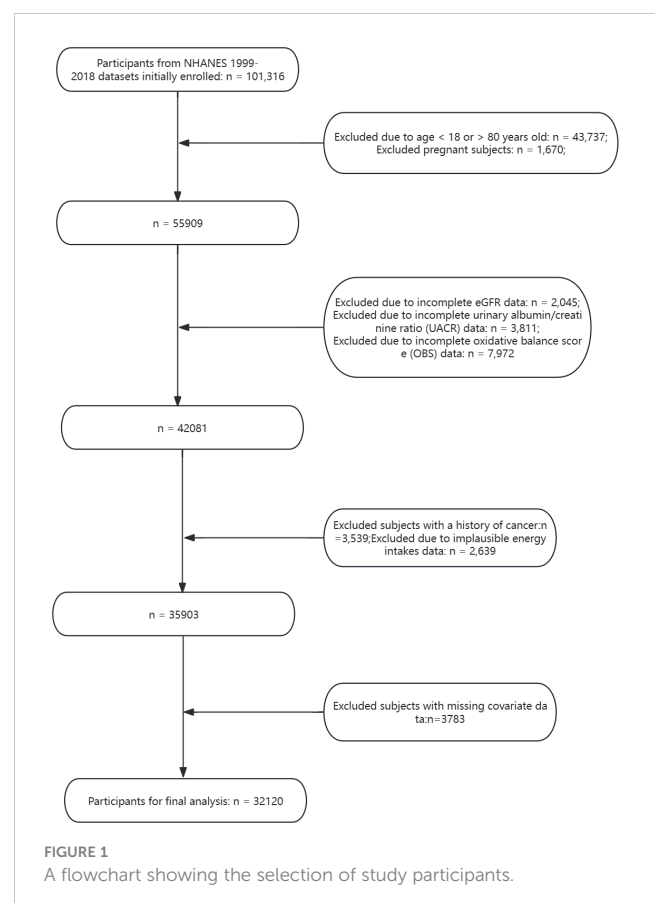 Participants from NHANES 1999-
2018 datasets initially enrolled: n = 101,316
Excluded due to age < 18 or > 80 years old: n = 43,737;
Excluded pregnant subjects: n = 1,670;
n = 55909
Excluded due to incomplete eGFR data: n = 2,045;
Excluded due to incomplete urinary albumin/creati
nine ratio (UACR) data: n = 3,811;
Excluded due to incomplete oxidative balance scor
e (OBS) data: n = 7,972
n = 42081
Excluded subjects with a history of cancer:n
=3,539;Excluded due to implausible energy
intakes data: n = 2,639
n = 35903
Excluded subjects with missing covariate da
ta:n=3783
Participants for final analysis: n = 32120
FIGURE 1
A flowchart showing the selection of study participants.